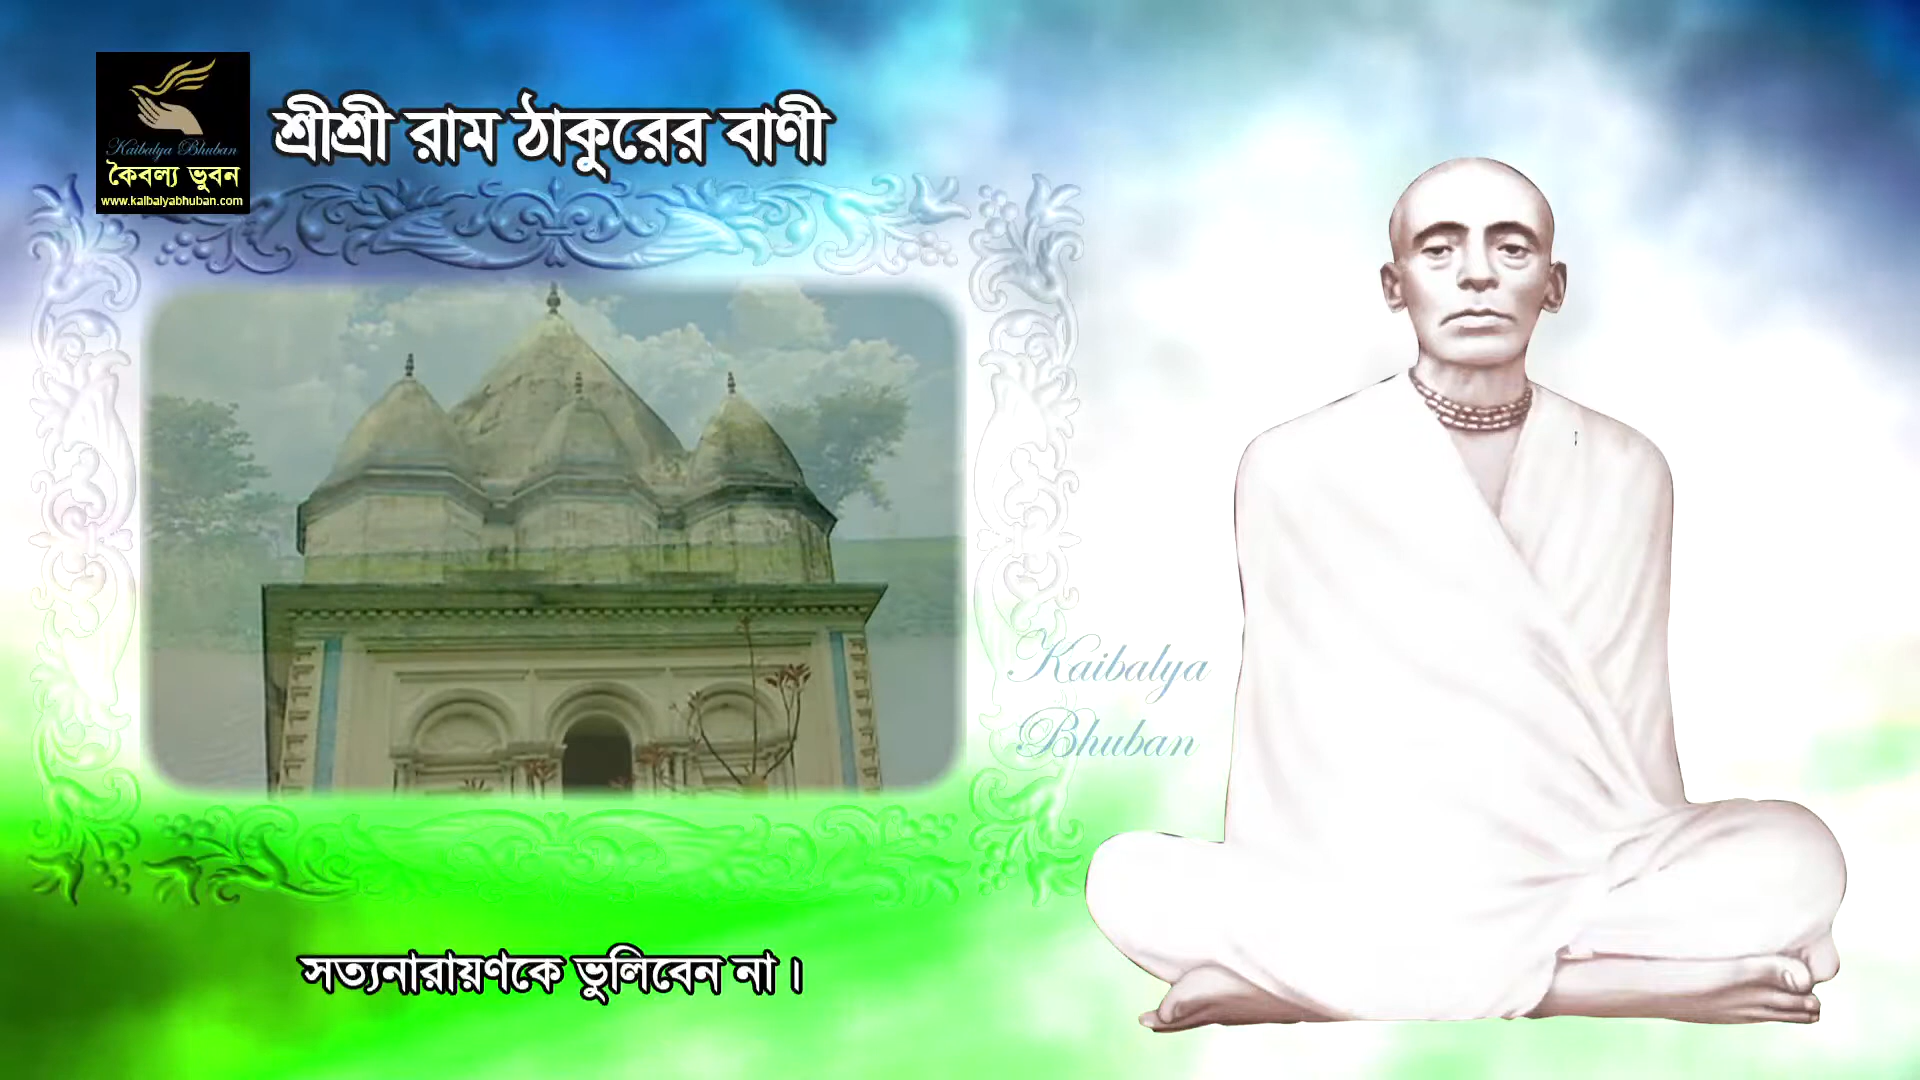 শ্রীশ্রী রাম ঠাকুরের বাণী
Kaibalya Bhuban
কৈবল্য ভুবন
www.kaibalyabhuban.com
Kaibalya
Bhuban
সত্যনারায়ণকে ভুলিবেন না।